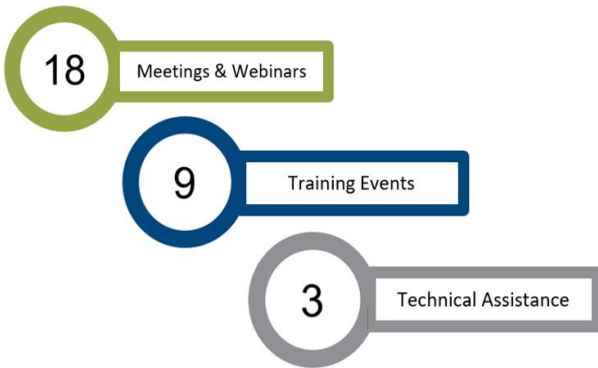 18 Meetings & Webinars
9 Training Events
3 Technical Assistance